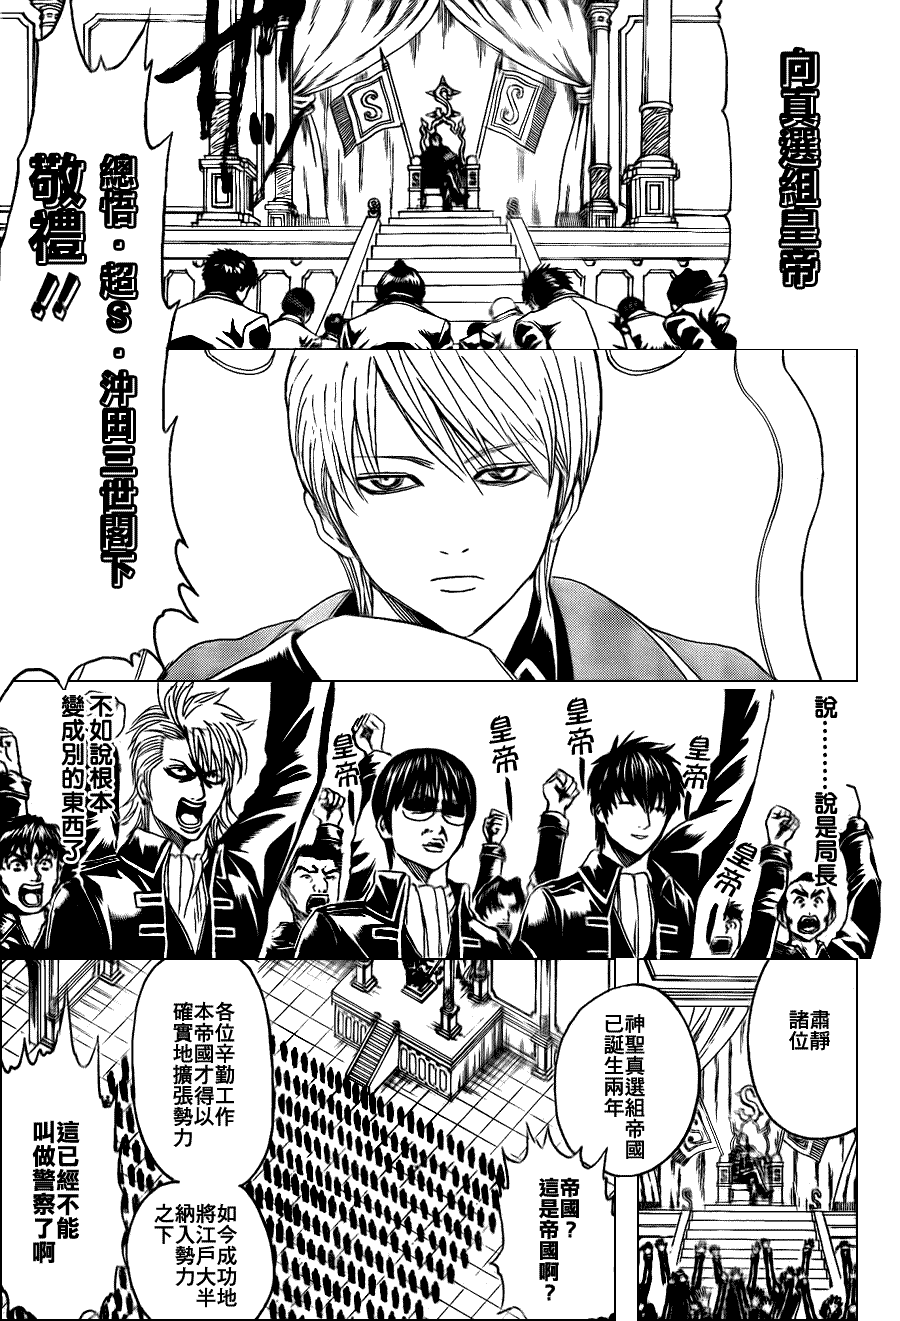 向真選組皇帝
總悟．超S．沖田三世閣下
敬禮!!
S
S
S
說………說是局長
皇帝
皇帝
皇帝
皇帝
皇帝
不如說根本
變成別的東西了
肅靜
諸位
神聖真選組帝國
已誕生兩年
帝國？
這是帝國啊？
各位辛勤工作
本帝國才得以
確實地擴張勢力
如今成功地
將江戶大半
納入勢力
之下
這已經不能
叫做警察了啊